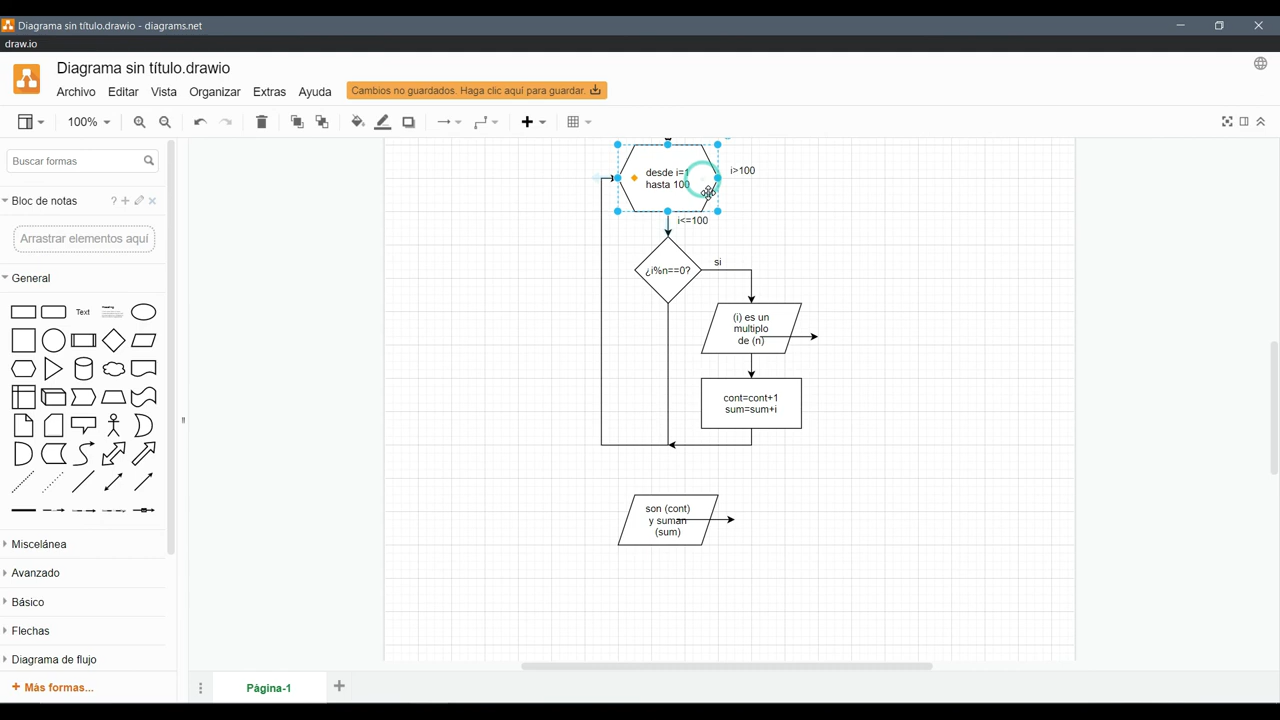 Diagrama sin título.drawio - diagrams.net
draw.io
Diagrama sin título.drawio
Archivo Editar Vista Organizar Extras Ayuda
Cambios no guardados. Haga clic aquí para guardar.
100%
Buscar formas
Bloc de notas
?
Arrastrar elementos aquí
General
Text
Heading
Miscelánea
Avanzado
Básico
Flechas
Diagrama de flujo
+ Más formas...
Página-1
desde i=1
hasta 100
i>100
i<=100
¿i%n==0?
si
(i) es un
multiplo
de (n)
cont=cont+1
sum=sum+i
son (cont)
y suman
(sum)